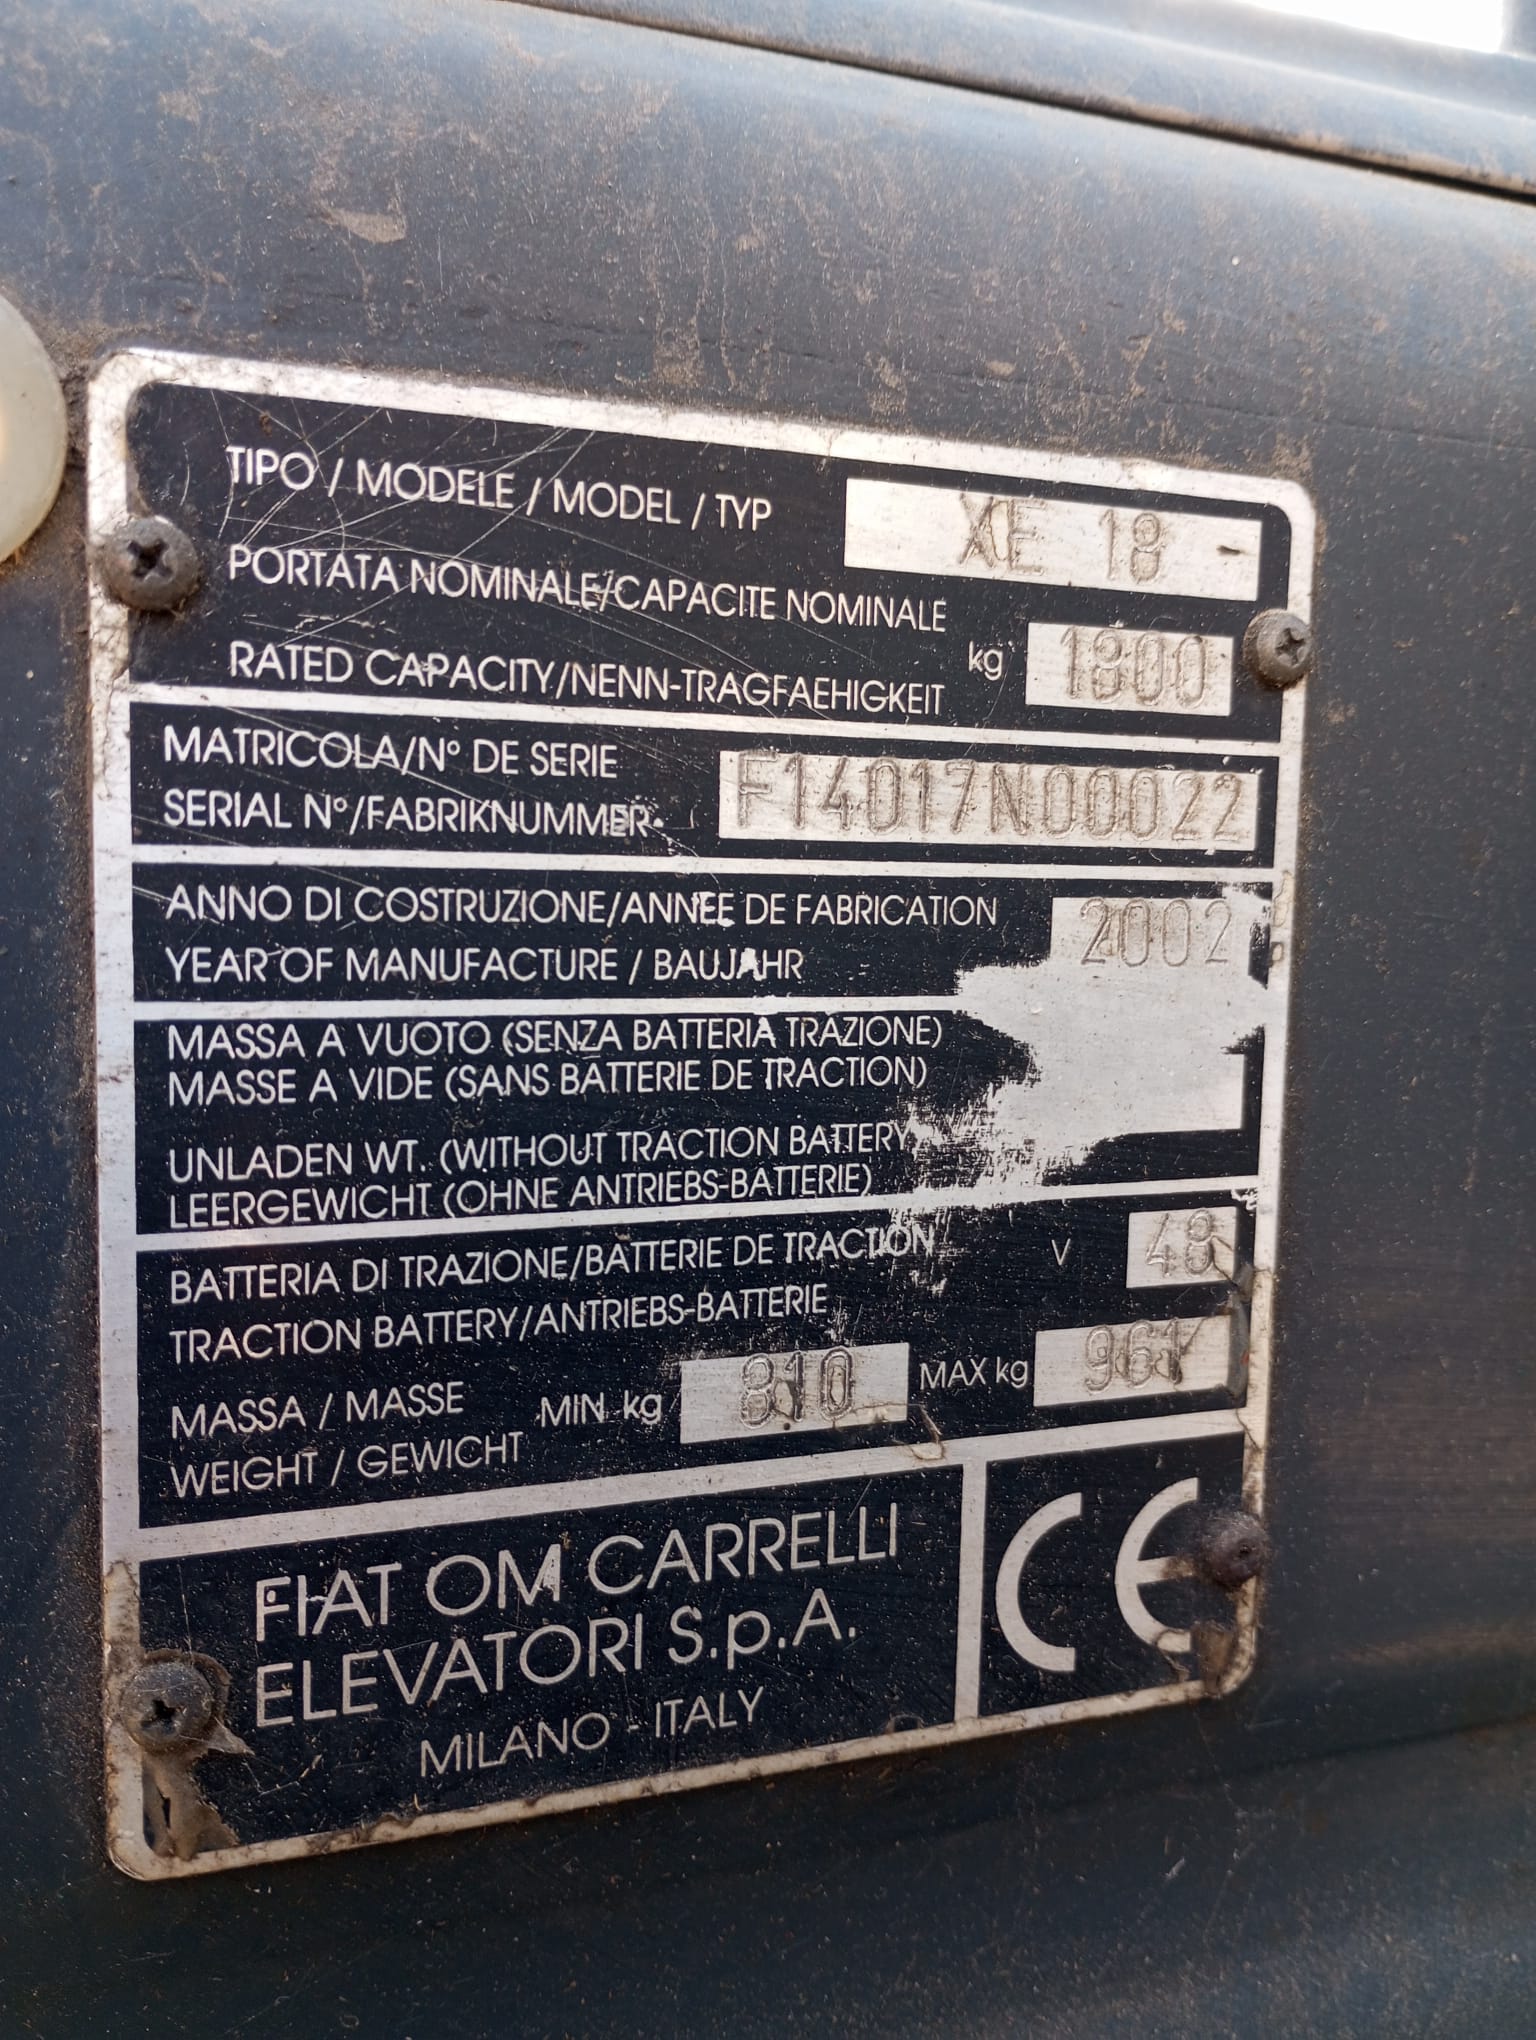 TIPO / MODELE / MODEL / TYP XE 18
PORTATA NOMINALE/CAPACITE NOMINALE
RATED CAPACITY/NENN-TRAGFAEHIGKEIT kg 1800
MATRICOLA/N° DE SERIE
SERIAL N°/FABRIKNUMMER F14017N00022
ANNO DI COSTRUZIONE/ANNEE DE FABRICATION 2002
YEAR OF MANUFACTURE / BAUJAHR
MASSA A VUOTO (SENZA BATTERIA TRAZIONE)
MASSE A VIDE (SANS BATTERIE DE TRACTION)
UNLADEN WT. (WITHOUT TRACTION BATTERY
LEERGEWICHT (OHNE ANTRIEBS-BATTERIE)
BATTERIA DI TRAZIONE/BATTERIE DE TRACTION V 48
TRACTION BATTERY/ANTRIEBS-BATTERIE
MASSA / MASSE MIN kg 810 MAX kg 961
WEIGHT / GEWICHT
FIAT OM CARRELLI
ELEVATORI S.p.A.
MILANO - ITALY
CE